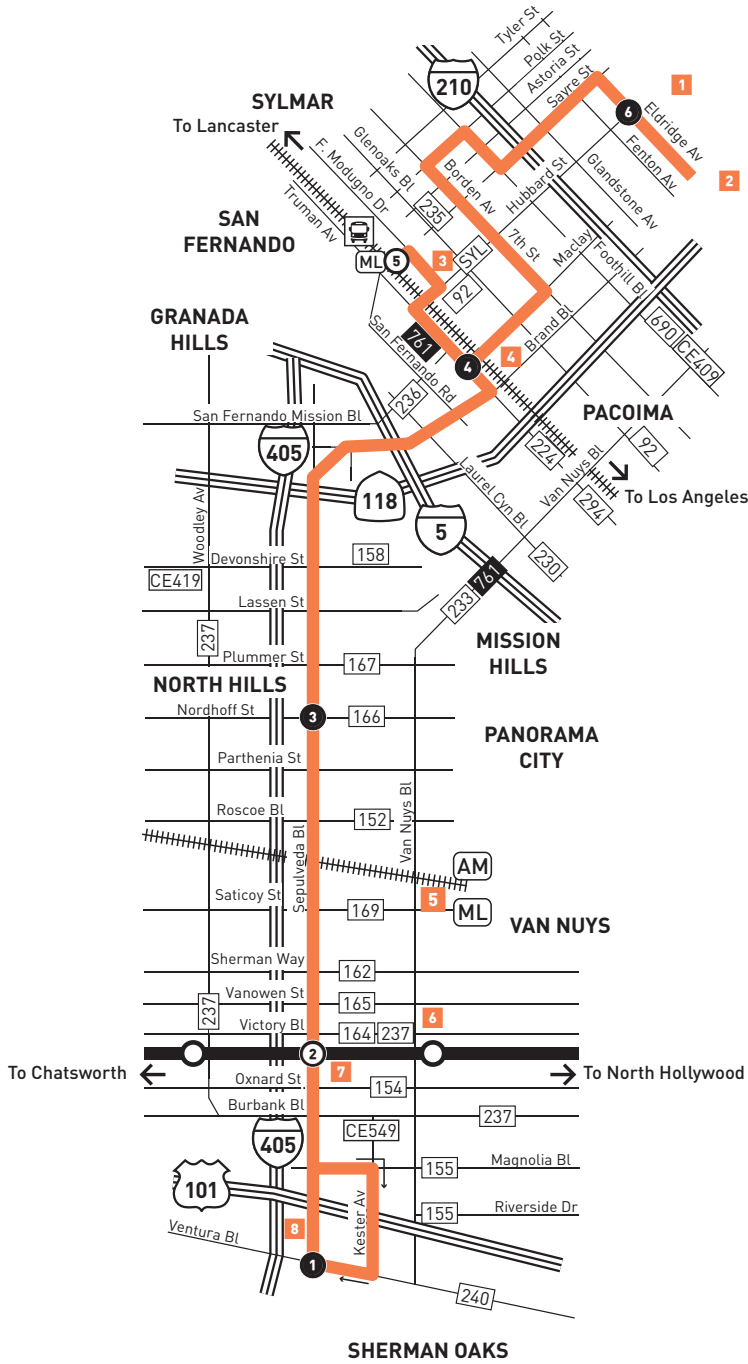 Tyler St
Polk St
Astoria St
Sayre St
210
1
6
Eldridge Av
SYLMAR
To Lancaster
F. Modugno Dr
Glenoaks Bl
Borden Av
Hubbard St
Fenton Av
Glandstone Av
2
Truman Av
235
SAN
FERNANDO
7th St
Maclay
Foothill Bl
ML
5
3
SYL
92
GRANADA
HILLS
761
San Fernando Rd
4
4
Brand Bl
690
CE409
San Fernando Mission Bl
236
PACOIMA
405
224
Van Nuys Bl
92
118
Laurel Cyn Bl
294
To Los Angeles
Woodley Av
5
Devonshire St
158
230
CE419
761
Lassen St
233
237
MISSION
HILLS
Plummer St
167
NORTH HILLS
Nordhoff St
3
166
PANORAMA
CITY
Parthenia St
Roscoe Bl
152
Sepulveda Bl
Van Nuys Bl
AM
Saticoy St
169
5
ML
VAN NUYS
Sherman Way
162
Vanowen St
165
237
Victory Bl
164
237
6
2
To Chatsworth
7
To North Hollywood
Oxnard St
154
Burbank Bl
237
405
CE549
155
Magnolia Bl
101
Kester Av
155
Riverside Dr
Ventura Bl
8
1
240
SHERMAN OAKS